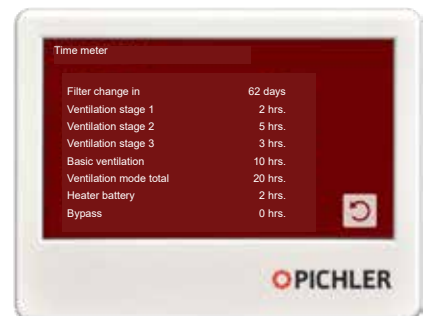 Time meter
Filter change in 62 days
Ventilation stage 1 2 hrs.
Ventilation stage 2 5 hrs.
Ventilation stage 3 3 hrs.
Basic ventilation 10 hrs.
Ventilation mode total 20 hrs.
Heater battery 2 hrs.
Bypass 0 hrs.
PICHLER